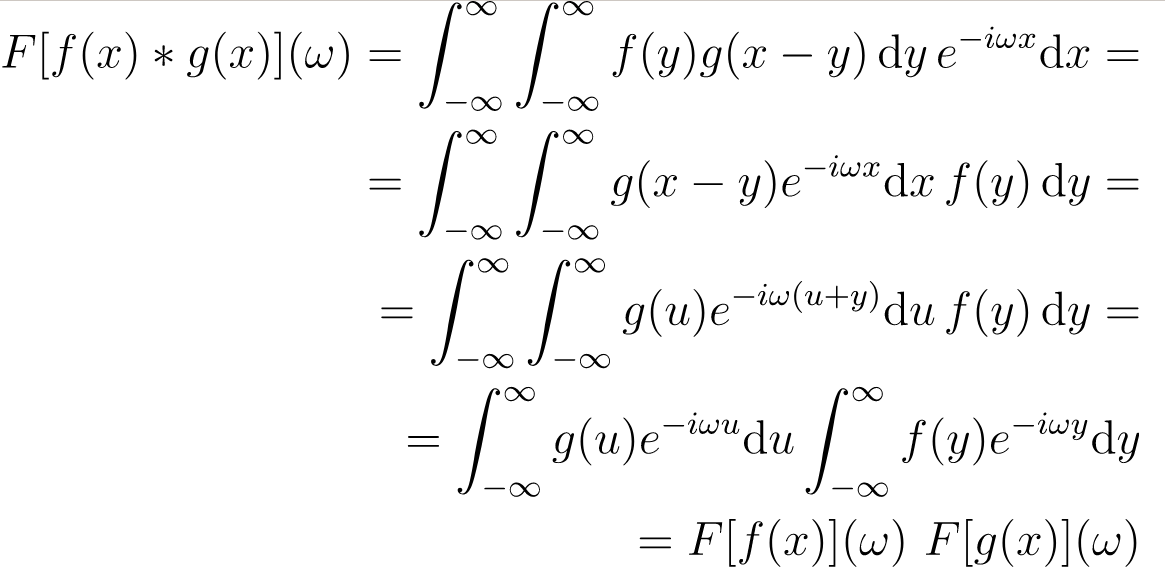 F[f(x) ∗ g(x)](ω) = ∫_{−∞}^{∞} ∫_{−∞}^{∞} f(y)g(x − y) dy e^{−iωx}dx =
= ∫_{−∞}^{∞} ∫_{−∞}^{∞} g(x − y)e^{−iωx}dx f(y) dy =
= ∫_{−∞}^{∞} ∫_{−∞}^{∞} g(u)e^{−iω(u+y)}du f(y) dy =
= ∫_{−∞}^{∞} g(u)e^{−iωu}du ∫_{−∞}^{∞} f(y)e^{−iωy}dy
= F[f(x)](ω) F[g(x)](ω)